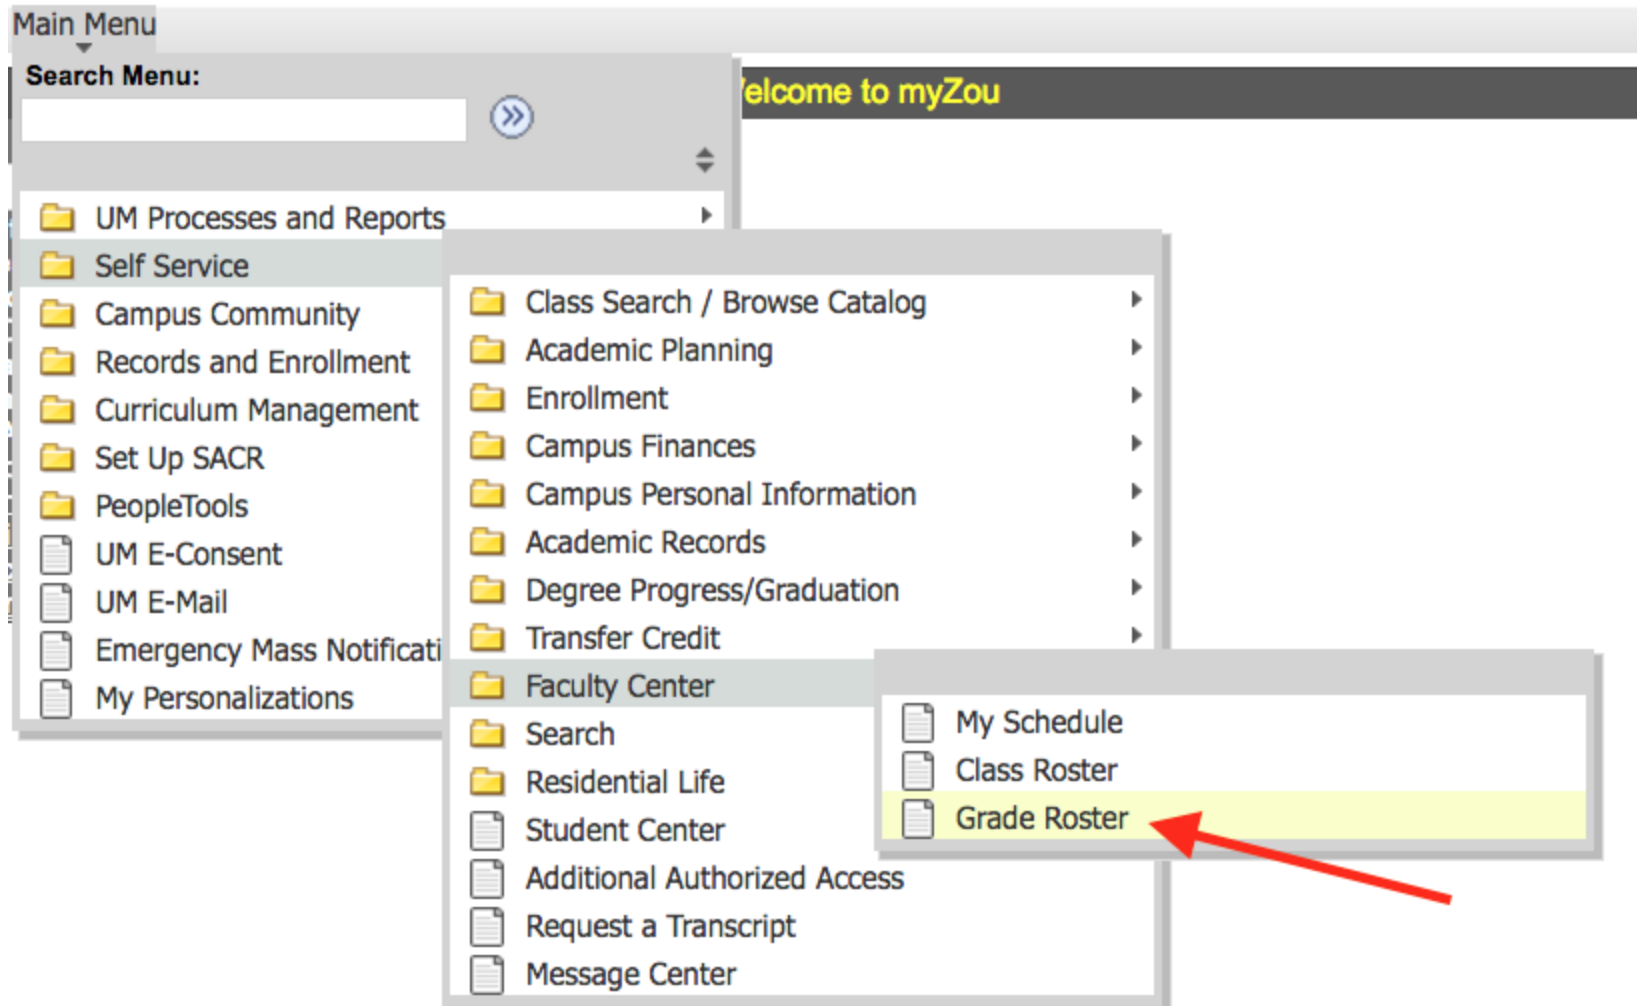 Main Menu
Search Menu:
elcome to myZou
UM Processes and Reports
Self Service
Campus Community
Records and Enrollment
Curriculum Management
Set Up SACR
PeopleTools
UM E-Consent
UM E-Mail
Emergency Mass Notificati
My Personalizations
Class Search / Browse Catalog
Academic Planning
Enrollment
Campus Finances
Campus Personal Information
Academic Records
Degree Progress/Graduation
Transfer Credit
Faculty Center
Search
Residential Life
Student Center
Additional Authorized Access
Request a Transcript
Message Center
My Schedule
Class Roster
Grade Roster